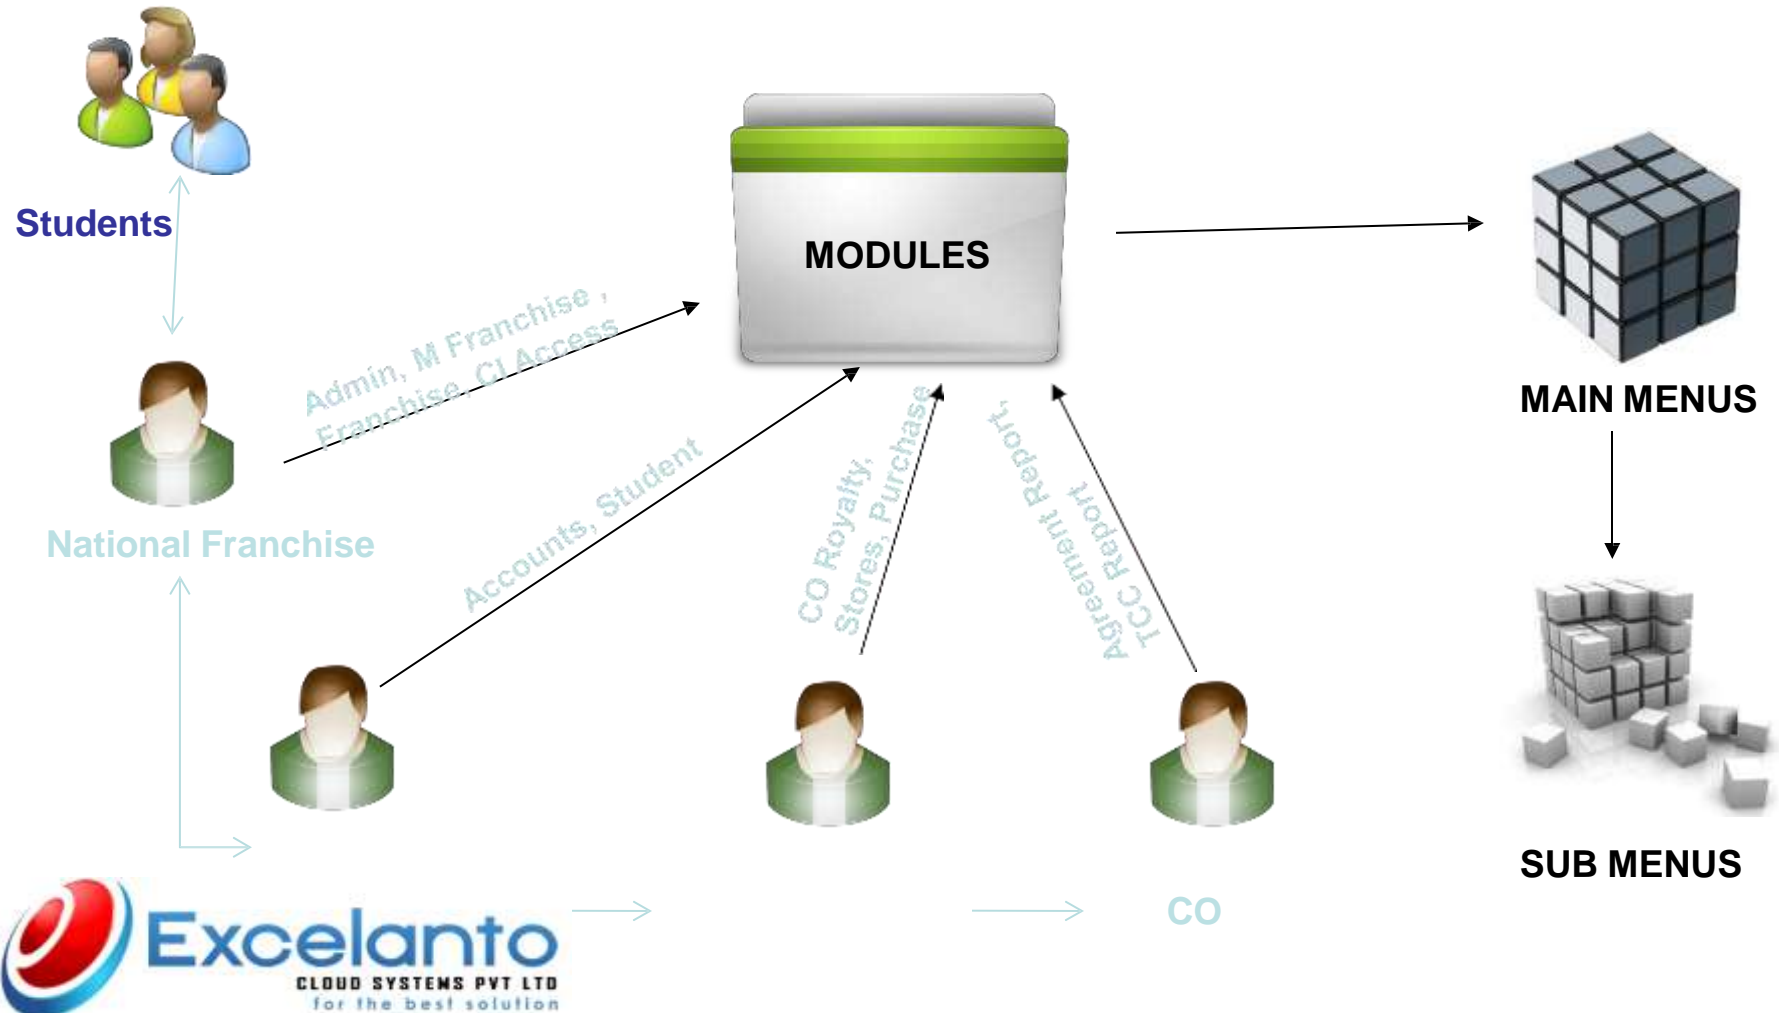 Students
MODULES
Admin, M Franchise ,
Franchise, CI Access
MAIN MENUS
Accounts, Student
CO Royalty,
Stores, Purchase
Agreement Report,
TCC Report
National Franchise
SUB MENUS
CO
Excelanto
CLOUD SYSTEMS PVT LTD
for the best solution